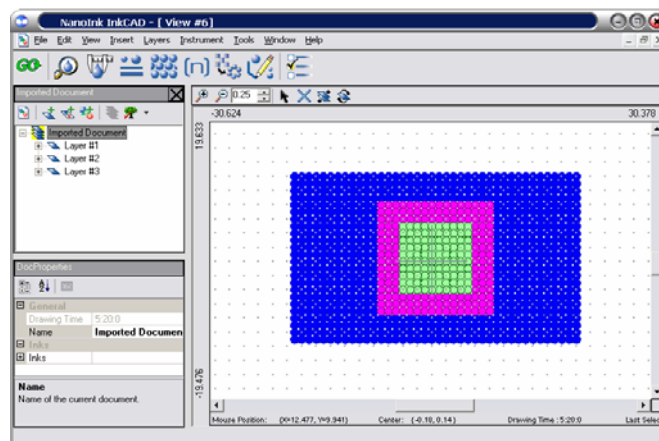 NanoInk InkCAD - [ View #6]
File Edit View Insert Layers Instrument Tools Window Help
GO
(n)
Imported Document
0.25
-30.624 30.378
19.633
Imported Document
Layer #1
Layer #2
Layer #3
DocProperties
General
Drawing Time 5:20:0
Name Imported Documen
Inks
Inks
Name
Name of the current document.
-19.476
Mouse Position: (X=12.477, Y=9.941) Center: (-0.10, 0.14) Drawing Time : 5:20:0 Last Selec